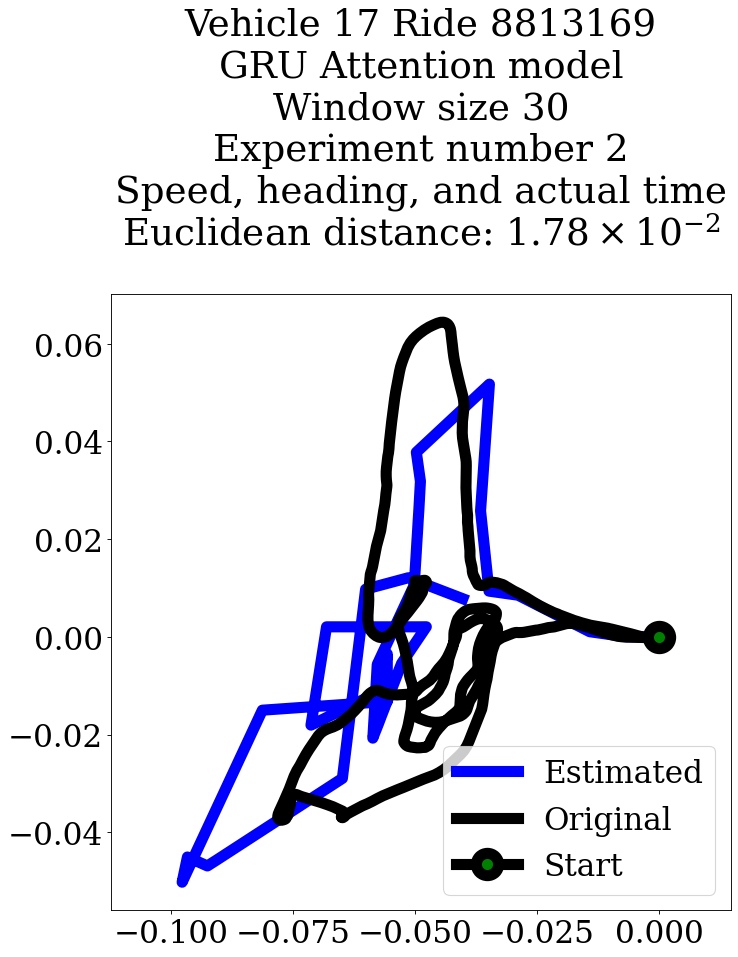 Vehicle 17 Ride 8813169
GRU Attention model
Window size 30
Experiment number 2
Speed, heading, and actual time
Euclidean distance: 1.78 × 10⁻²
0.06
0.04
0.02
0.00
−0.02
−0.04
Estimated
Original
Start
−0.100 −0.075 −0.050 −0.025 0.000